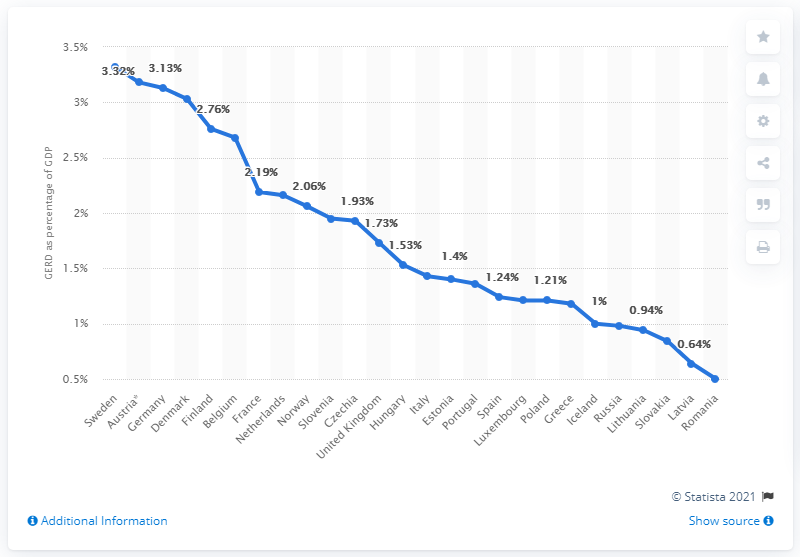 3.5%
3%
2.5%
2%
1.5%
1%
0.5%
GERD as percentage of GDP
3.32%
3.13%
2.76%
2.19%
2.06%
1.93%
1.73%
1.53%
1.4%
1.24%
1.21%
1%
0.94%
0.64%
Sweden
Austria*
Germany
Denmark
Finland
Belgium
France
Netherlands
Norway
Slovenia
Czechia
United Kingdom
Hungary
Italy
Estonia
Portugal
Spain
Luxembourg
Poland
Greece
Iceland
Russia
Lithuania
Slovakia
Latvia
Romania
© Statista 2021
Additional Information
Show source